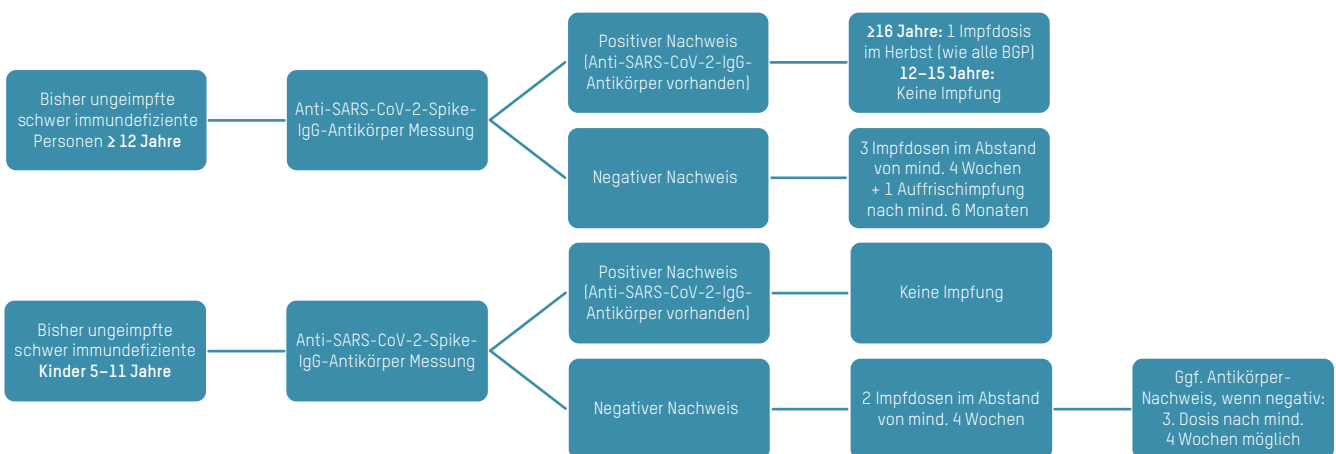 Bisher ungeimpfte
schwer immundefiziente
Personen ≥ 12 Jahre
Anti-SARS-CoV-2-Spike-
IgG-Antikörper Messung
Positiver Nachweis
(Anti-SARS-CoV-2-IgG-
Antikörper vorhanden)
≥16 Jahre: 1 Impfdosis
im Herbst (wie alle BGP)
12–15 Jahre:
Keine Impfung
Negativer Nachweis
3 Impfdosen im Abstand
von mind. 4 Wochen
+ 1 Auffrischimpfung
nach mind. 6 Monaten
Bisher ungeimpfte
schwer immundefiziente
Kinder 5–11 Jahre
Anti-SARS-CoV-2-Spike-
IgG-Antikörper Messung
Positiver Nachweis
(Anti-SARS-CoV-2-IgG-
Antikörper vorhanden)
Keine Impfung
Negativer Nachweis
2 Impfdosen im Abstand
von mind. 4 Wochen
Ggf. Antikörper-
Nachweis, wenn negativ:
3. Dosis nach mind.
4 Wochen möglich